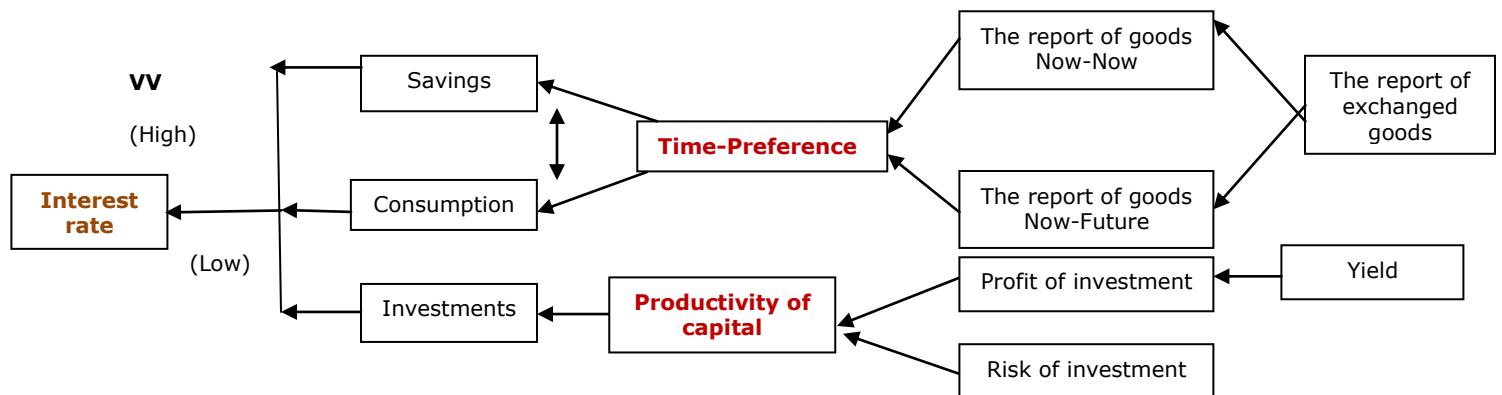 VV
(High)
Interest
rate
(Low)
Savings
Consumption
Investments
Time-Preference
Productivity of
capital
The report of goods
Now-Now
The report of goods
Now-Future
Profit of investment
Risk of investment
The report of
exchanged
goods
Yield